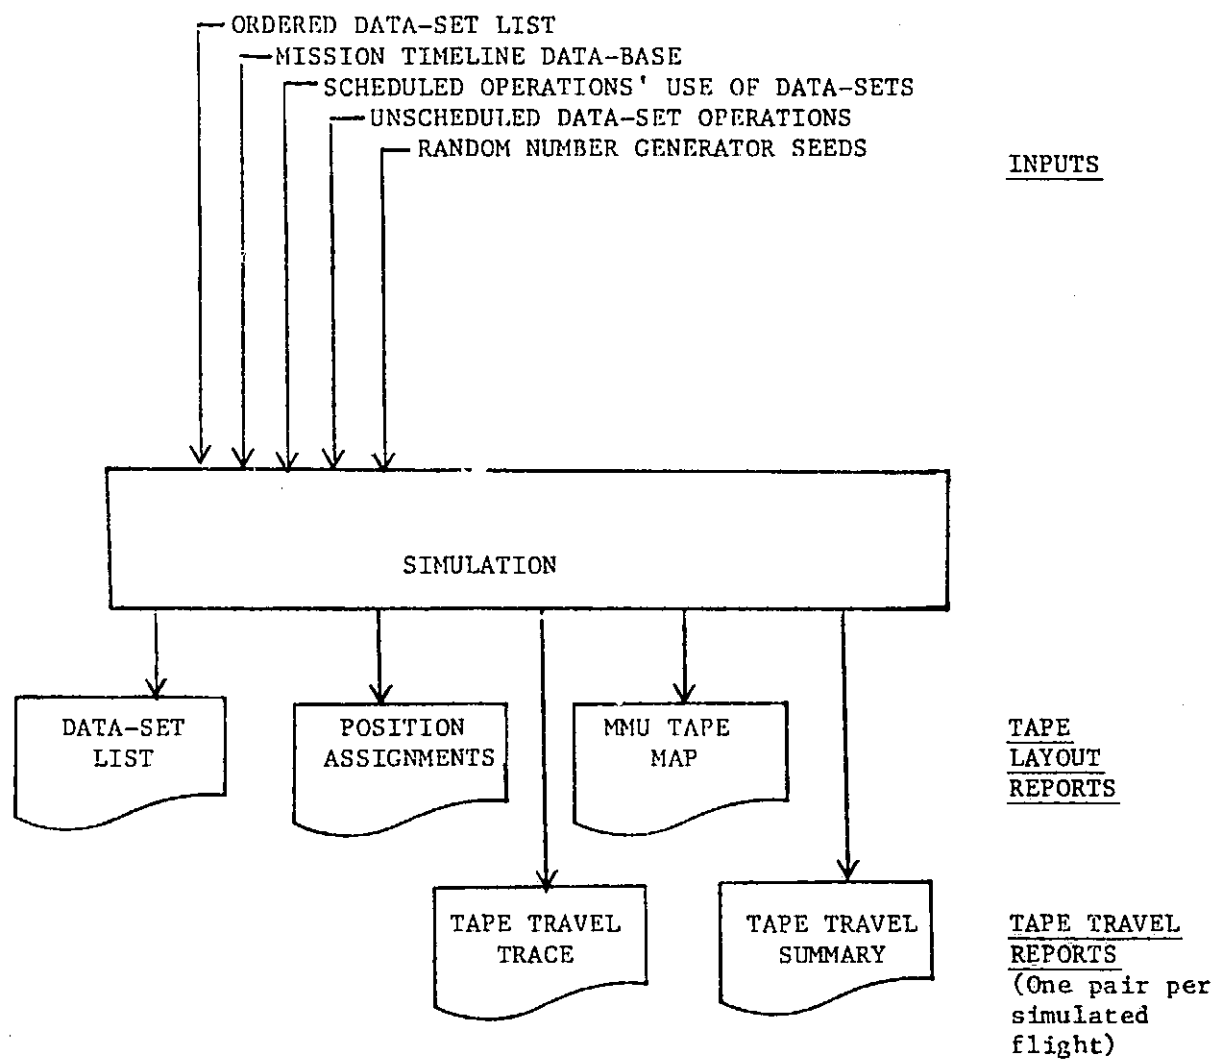 ORDERED DATA-SET LIST
MISSION TIMELINE DATA-BASE
SCHEDULED OPERATIONS' USE OF DATA-SETS
UNSCHEDULED DATA-SET OPERATIONS
RANDOM NUMBER GENERATOR SEEDS
INPUTS
SIMULATION
DATA-SET
LIST
POSITION
ASSIGNMENTS
MMU TAPE
MAP
TAPE
LAYOUT
REPORTS
TAPE TRAVEL
TRACE
TAPE TRAVEL
SUMMARY
TAPE TRAVEL
REPORTS
(One pair per
simulated
flight)